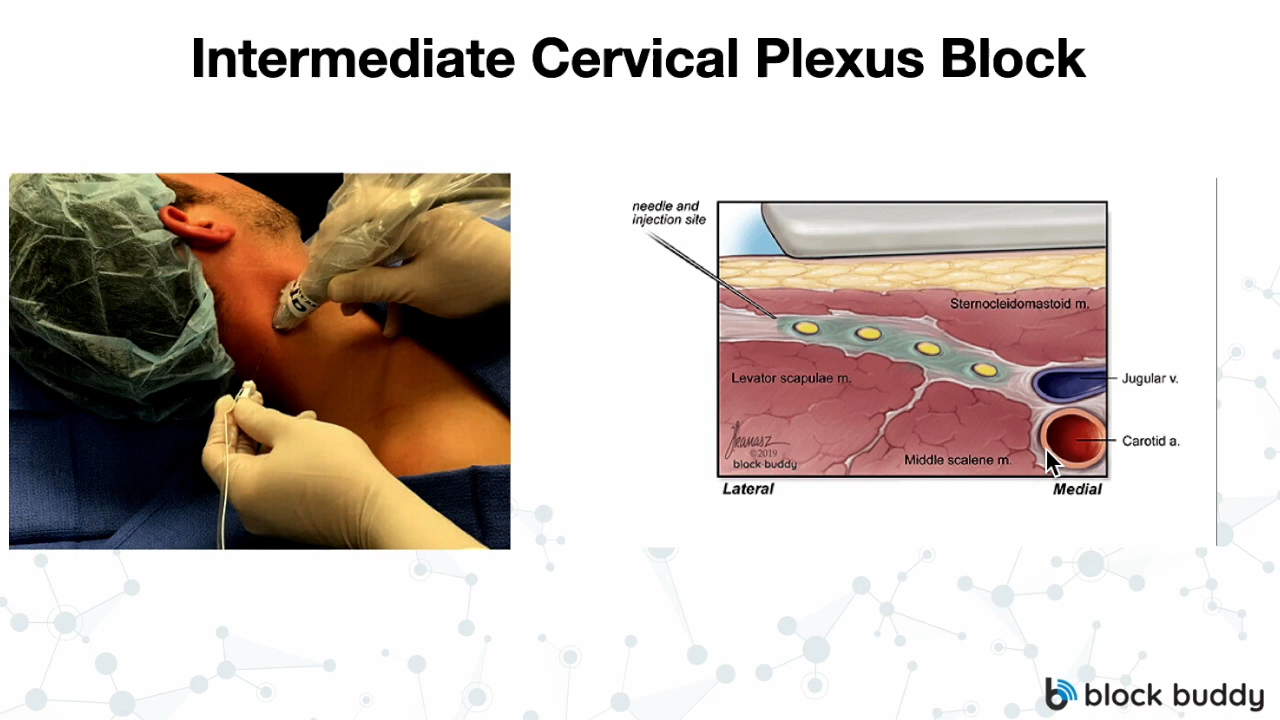 Intermediate Cervical Plexus Block
needle and
injection site
Sternocleidomastoid m.
Levator scapulae m.
Jugular v.
Carotid a.
©2019
block buddy
Middle scalene m.
Lateral
Medial
block buddy